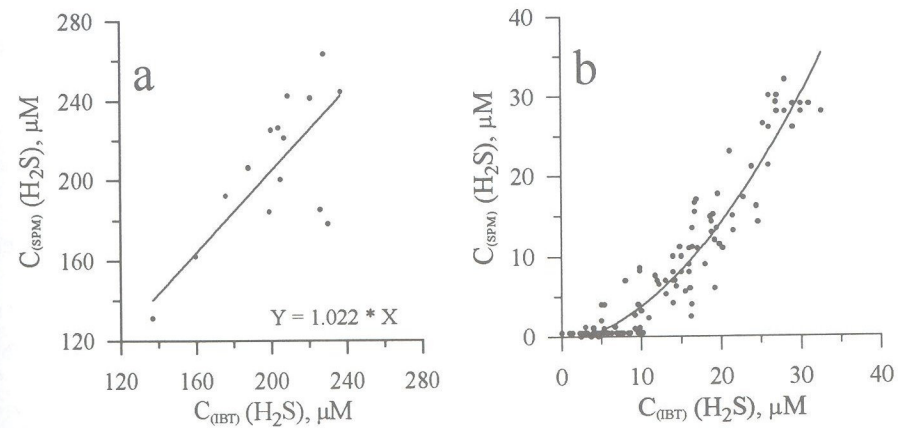 280
240
200
160
120
C(SPM) (H₂S), µM
a
Y = 1.022 * X
120 160 200 240 280
C(IBT) (H₂S), µM
40
30
20
10
0
C(SPM) (H₂S), µM
b
0 10 20 30 40
C(IBT) (H₂S), µM